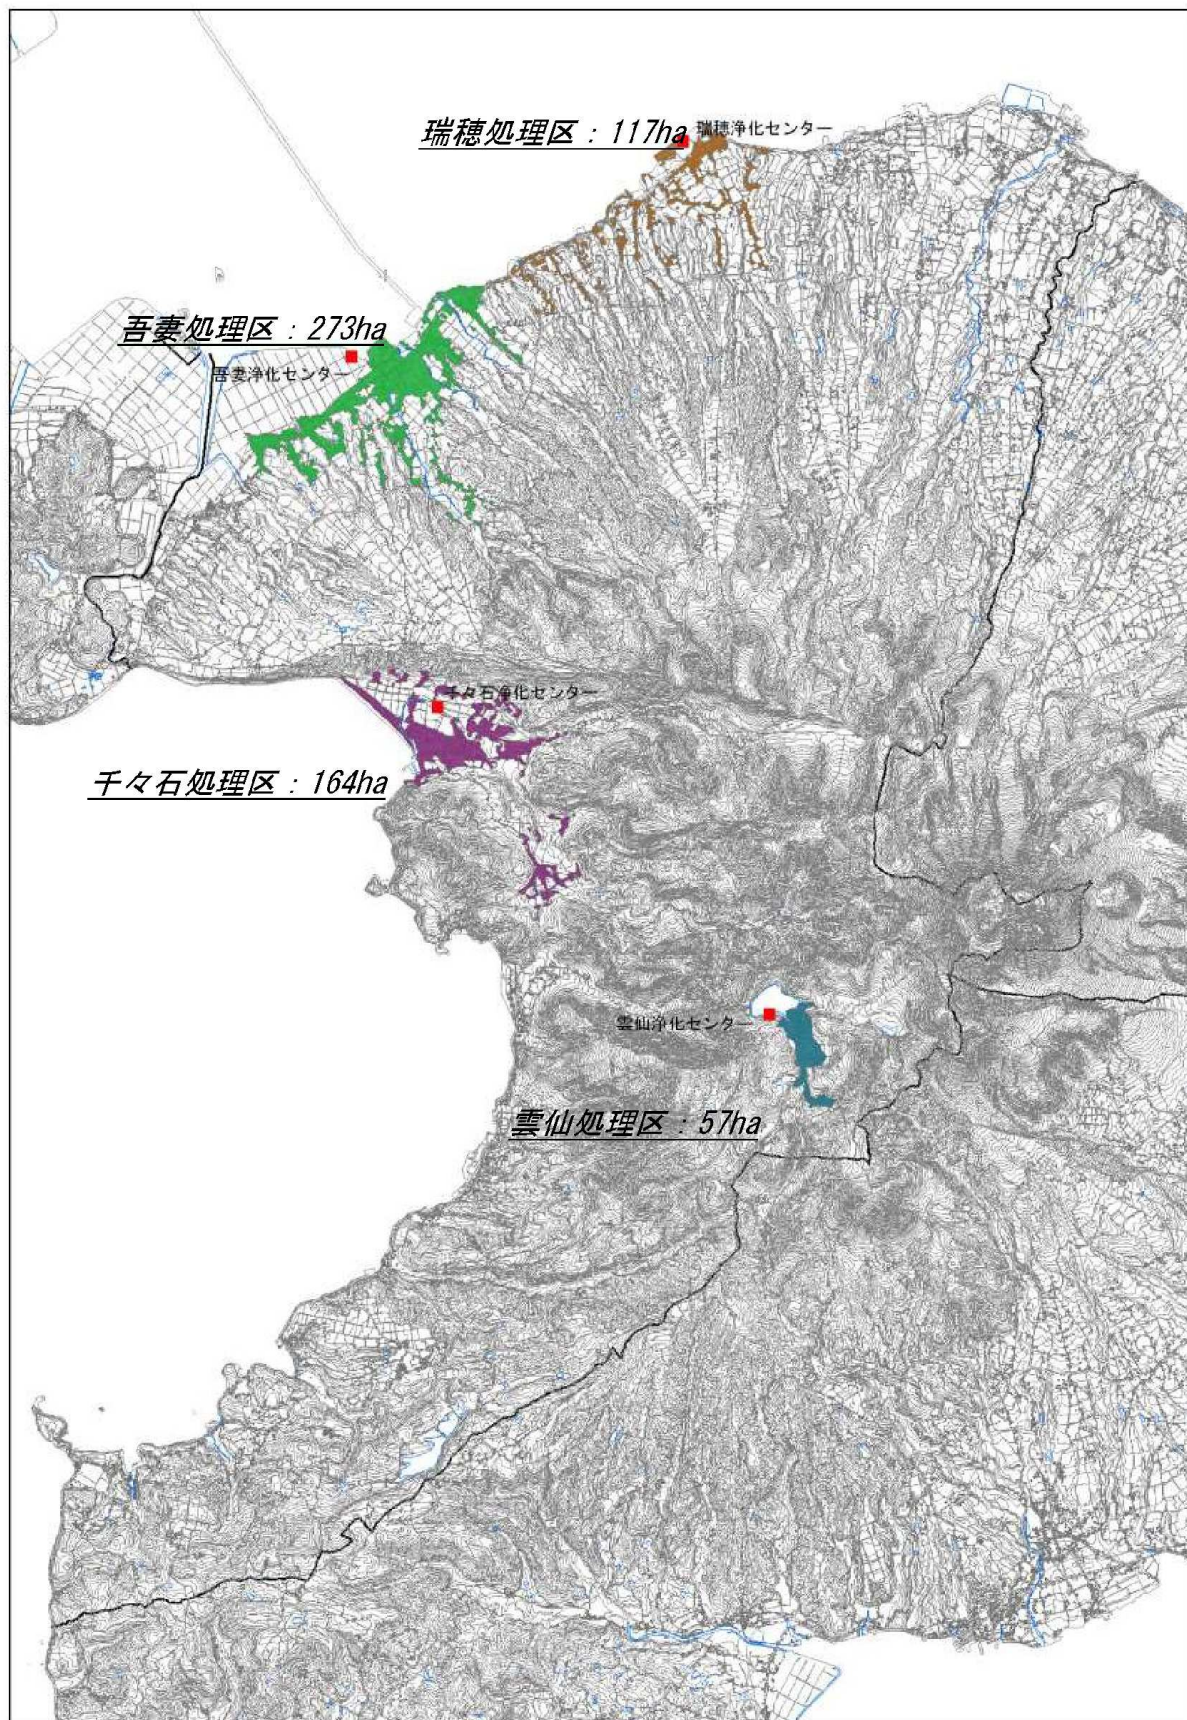 瑞穂処理区：117ha
瑞穂浄化センター
吾妻処理区：273ha
吾妻浄化センター
千々石浄化センター
千々石処理区：164ha
雲仙浄化センター
雲仙処理区：57ha